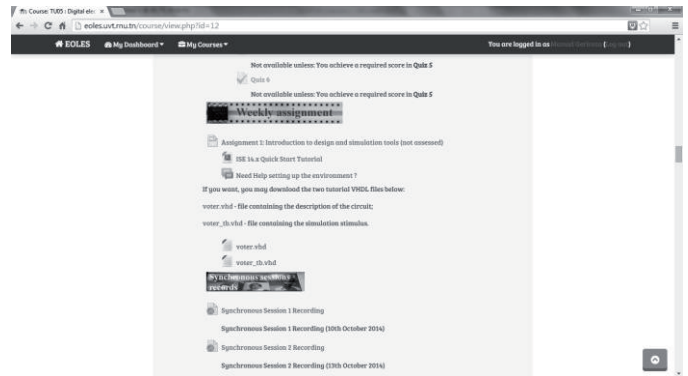 Course: TU05 : Digital elec
eoles.uvt.rnu.tn/course/view.php?id=12
EOLES My Dashboard My Courses You are logged in as (Log out)
Not available unless: You achieve a required score in Quiz 5
Quiz 6
Not available unless: You achieve a required score in Quiz 5
Weekly assignment
Assignment 1: Introduction to design and simulation tools (not assessed)
ISE 14.x Quick Start Tutorial
Need Help setting up the environment ?
If you want, you may download the two tutorial VHDL files below:
voter.vhd - file containing the description of the circuit;
voter_tb.vhd - file containing the simulation stimulus.
voter.vhd
voter_tb.vhd
Synchronous sessions
records
Synchronous Session 1 Recording
Synchronous Session 1 Recording (10th October 2014)
Synchronous Session 2 Recording
Synchronous Session 2 Recording (13th October 2014)